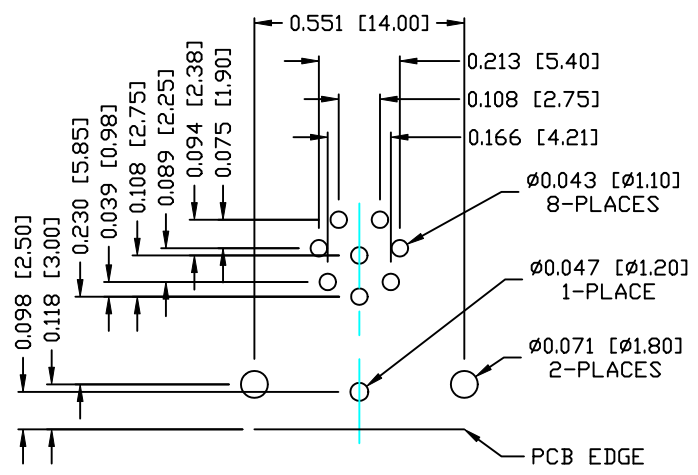 0.551 [14.00]
0.213 [5.40]
0.108 [2.75]
0.166 [4.21]
0.098 [2.50]
0.118 [3.00]
0.230 [5.85]
0.039 [0.98]
0.108 [2.75]
0.089 [2.25]
0.094 [2.38]
0.075 [1.90]
Ø0.043 [Ø1.10]
8-PLACES
Ø0.047 [Ø1.20]
1-PLACE
Ø0.071 [Ø1.80]
2-PLACES
PCB EDGE